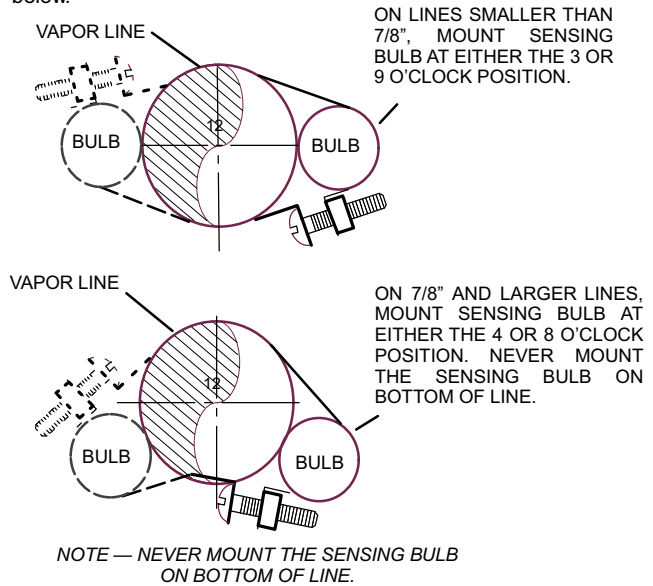 below.
VAPOR LINE
ON LINES SMALLER THAN
7/8”, MOUNT SENSING
BULB AT EITHER THE 3 OR
9 O’CLOCK POSITION.
12
BULB
BULB
VAPOR LINE
ON 7/8” AND LARGER LINES,
MOUNT SENSING BULB AT
EITHER THE 4 OR 8 O’CLOCK
POSITION. NEVER MOUNT
THE SENSING BULB ON
BOTTOM OF LINE.
12
BULB
BULB
NOTE — NEVER MOUNT THE SENSING BULB
ON BOTTOM OF LINE.